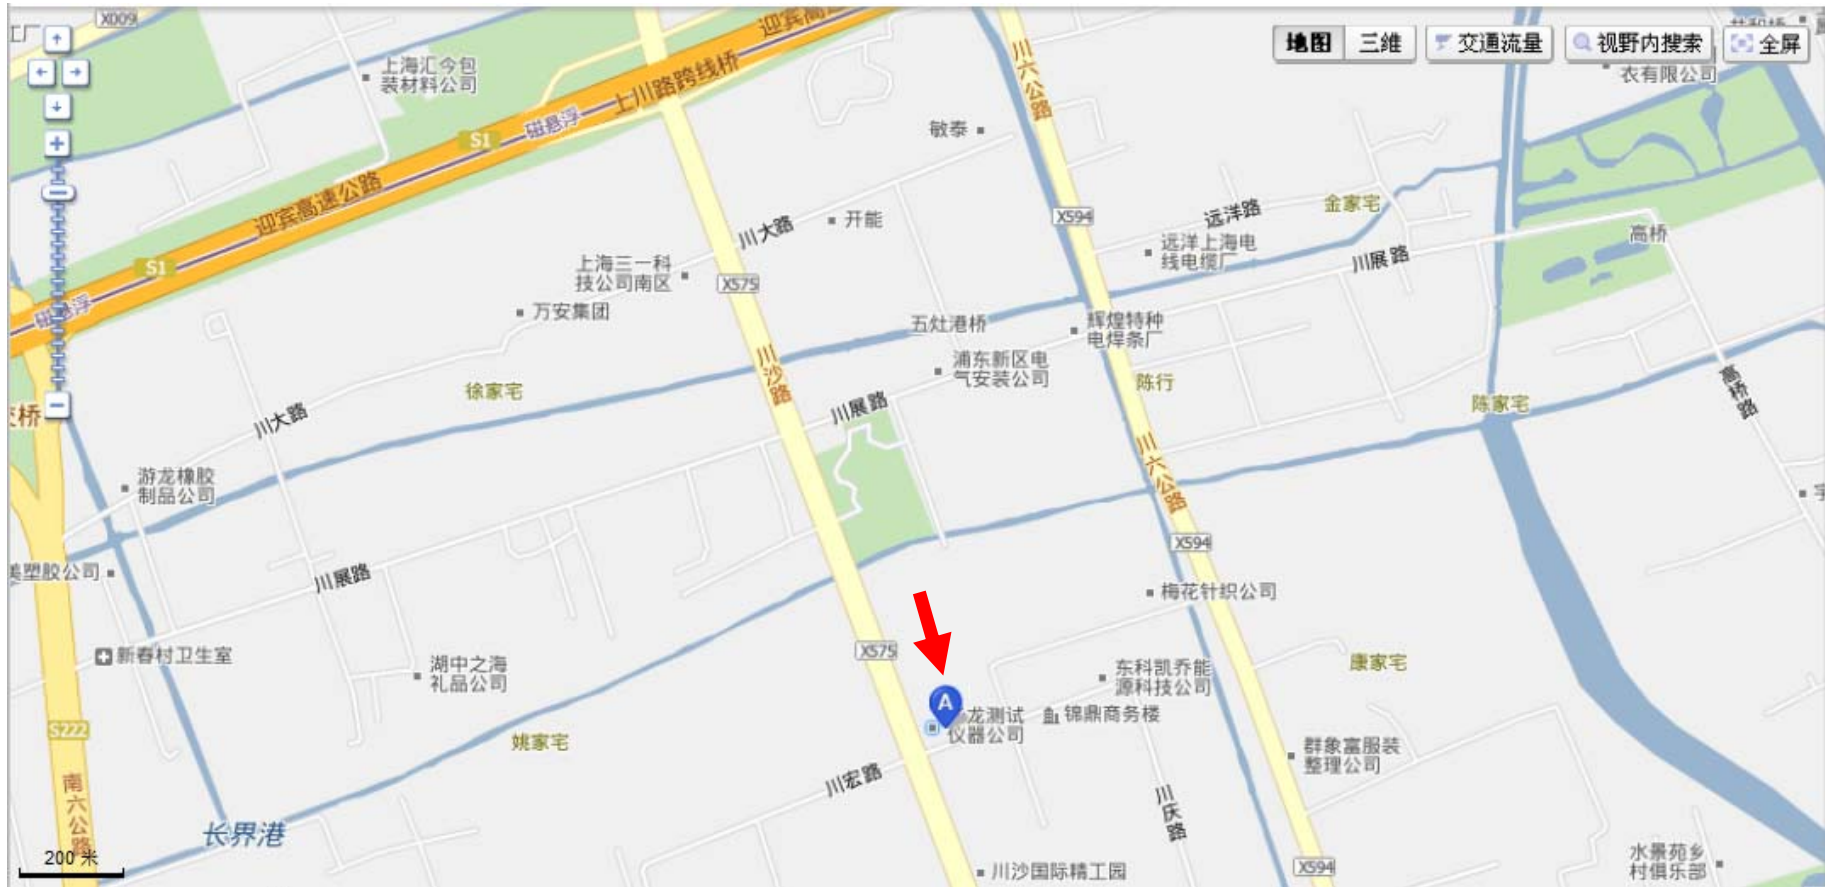 X009
迎宾高速
地图
三维
交通流量
视野内搜索
全屏
衣有限公司
上海汇今包
装材料公司
上川路跨线桥
川六公路
磁悬浮
S1
敏泰
迎宾高速公路
金家宅
远洋路
X594
开能
川大路
高桥
远洋上海电
线电缆厂
川展路
S1
上海三一科
技公司南区
X575
磁悬浮
万安集团
五灶港桥
辉煌特种
电焊条厂
川沙路
浦东新区电
气安装公司
陈行
徐家宅
高桥路
陈家宅
川展路
川大路
川六公路
游龙橡胶
制品公司
X594
塑胶公司
川展路
梅花针织公司
新春村卫生室
湖中之海
礼品公司
X575
康家宅
东科凯乔能
源科技公司
A
龙测试
仪器公司
锦鼎商务楼
S222
姚家宅
群象富服装
整理公司
川宏路
南六公路
川庆路
长界港
200 米
川沙国际精工园
X594
水景苑乡
村俱乐部